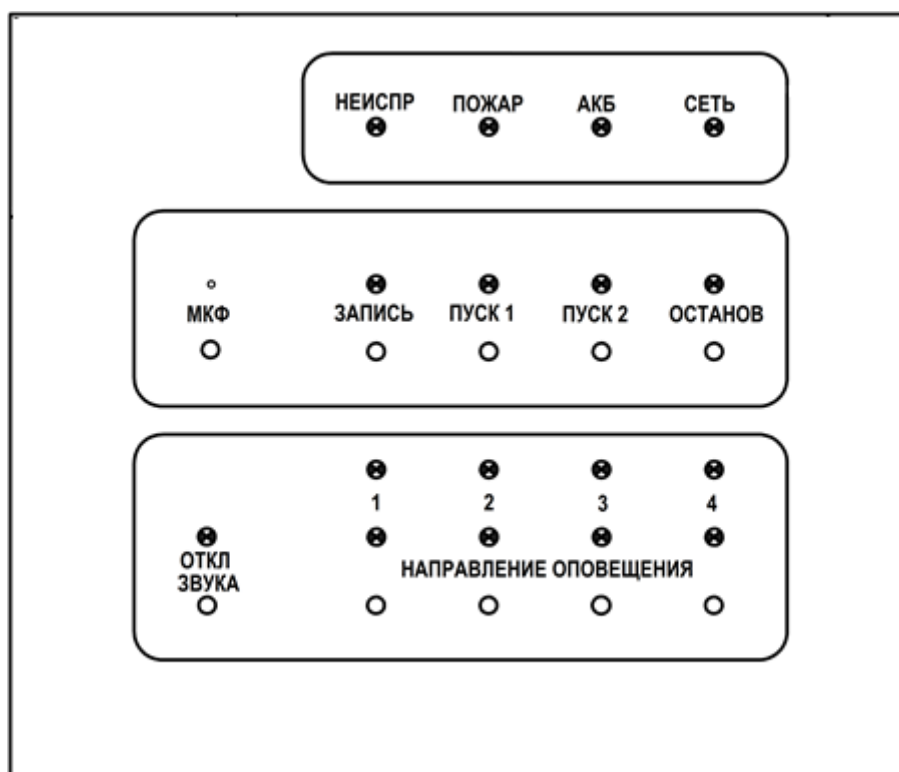 НЕИСПР ПОЖАР АКБ СЕТЬ
МКФ ЗАПИСЬ ПУСК 1 ПУСК 2 ОСТАНОВ
1 2 3 4
ОТКЛ НАПРАВЛЕНИЕ ОПОВЕЩЕНИЯ
ЗВУКА